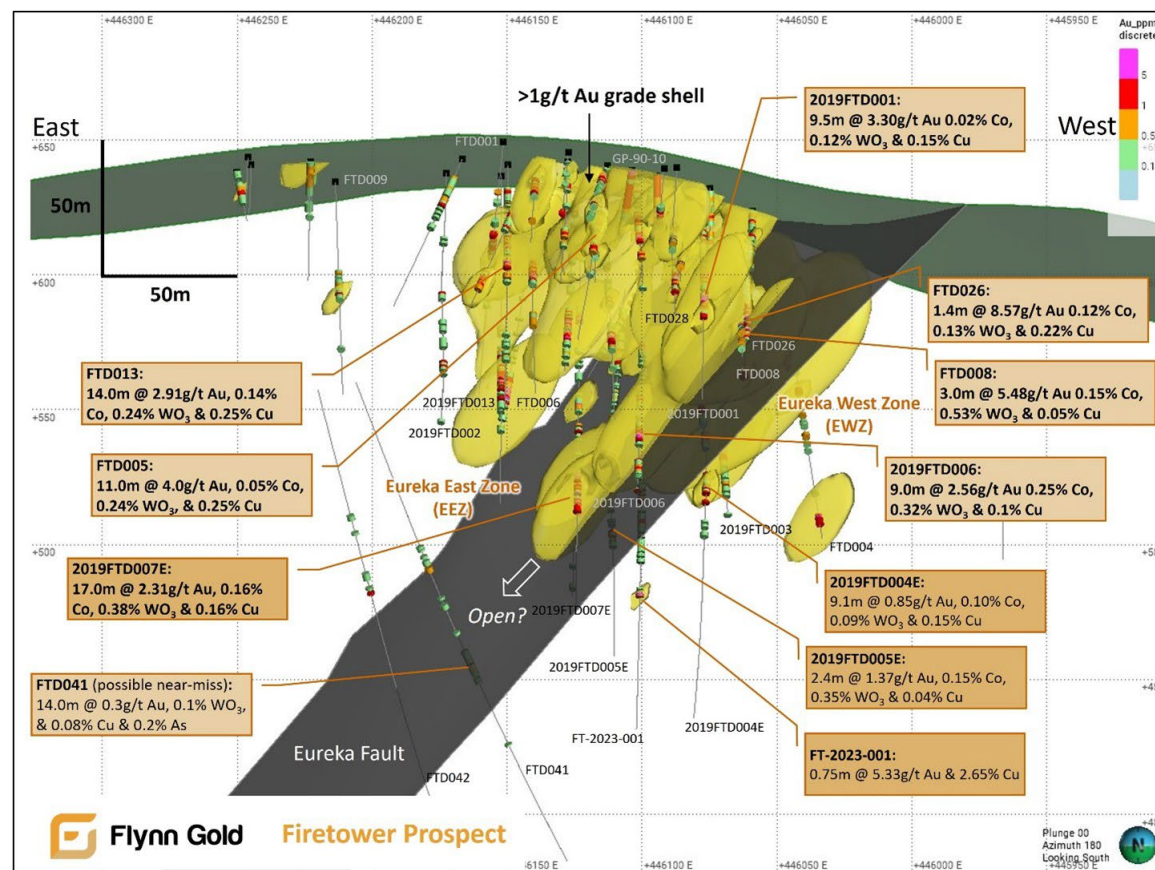 +446300 E
+446250 E
+446200 E
+446150 E
+446100 E
+446050 E
+446000 E
+445950 E
Au_ppm
discrete
5
1
0.5
0.1
>1g/t Au grade shell
East
West
+650
50m
50m
+600
+550
+500
FTD001
FTD009
GP-90-10
2019FTD001:
9.5m @ 3.30g/t Au 0.02% Co,
0.12% WO3 & 0.15% Cu
FTD026:
1.4m @ 8.57g/t Au 0.12% Co,
0.13% WO3 & 0.22% Cu
FTD008:
3.0m @ 5.48g/t Au 0.15% Co,
0.53% WO3 & 0.05% Cu
2019FTD006:
9.0m @ 2.56g/t Au 0.25% Co,
0.32% WO3 & 0.1% Cu
2019FTD004E:
9.1m @ 0.85g/t Au, 0.10% Co,
0.09% WO3 & 0.15% Cu
2019FTD005E:
2.4m @ 1.37g/t Au, 0.15% Co,
0.35% WO3 & 0.04% Cu
FT-2023-001:
0.75m @ 5.33g/t Au & 2.65% Cu
FTD013:
14.0m @ 2.91g/t Au, 0.14%
Co, 0.24% WO3 & 0.25% Cu
FTD005:
11.0m @ 4.0g/t Au, 0.05% Co,
0.24% WO3, & 0.25% Cu
2019FTD007E:
17.0m @ 2.31g/t Au, 0.16%
Co, 0.38% WO3 & 0.16% Cu
FTD041 (possible near-miss):
14.0m @ 0.3g/t Au, 0.1% WO3,
& 0.08% Cu & 0.2% As
FTD028
FTD026
FTD008
2019FTD013
FTD006
2019FTD002
2019FTD001
Eureka West Zone
(EWZ)
Eureka East Zone
(EEZ)
2019FTD006
2019FTD003
FTD004
Open?
2019FTD007E
2019FTD005E
2019FTD004E
FT-2023-001
FTD041
FTD042
Eureka Fault
Flynn Gold
Firetower Prospect
Plunge 00
Azimuth 180
Looking South
N
+446100 E
+446050 E
+446000 E
+445950 E